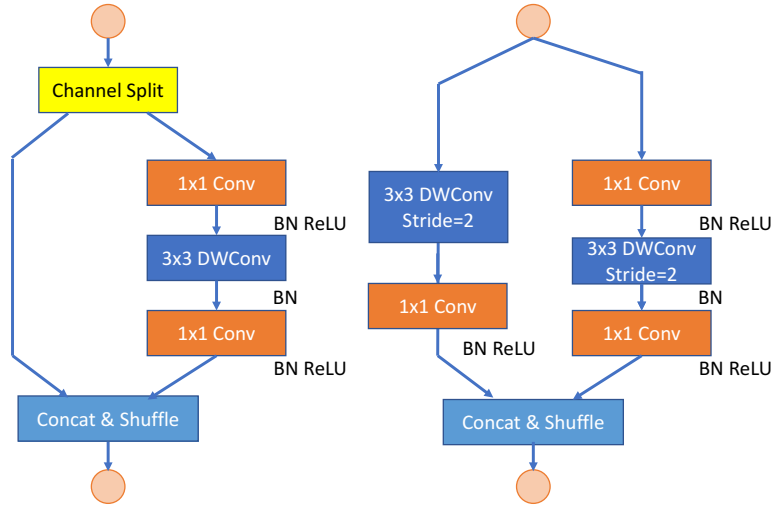 Channel Split
1x1 Conv
BN ReLU
3x3 DWConv
BN
1x1 Conv
BN ReLU
Concat & Shuffle
3x3 DWConv
Stride=2
1x1 Conv
BN ReLU
1x1 Conv
BN ReLU
3x3 DWConv
Stride=2
BN
1x1 Conv
BN ReLU
Concat & Shuffle